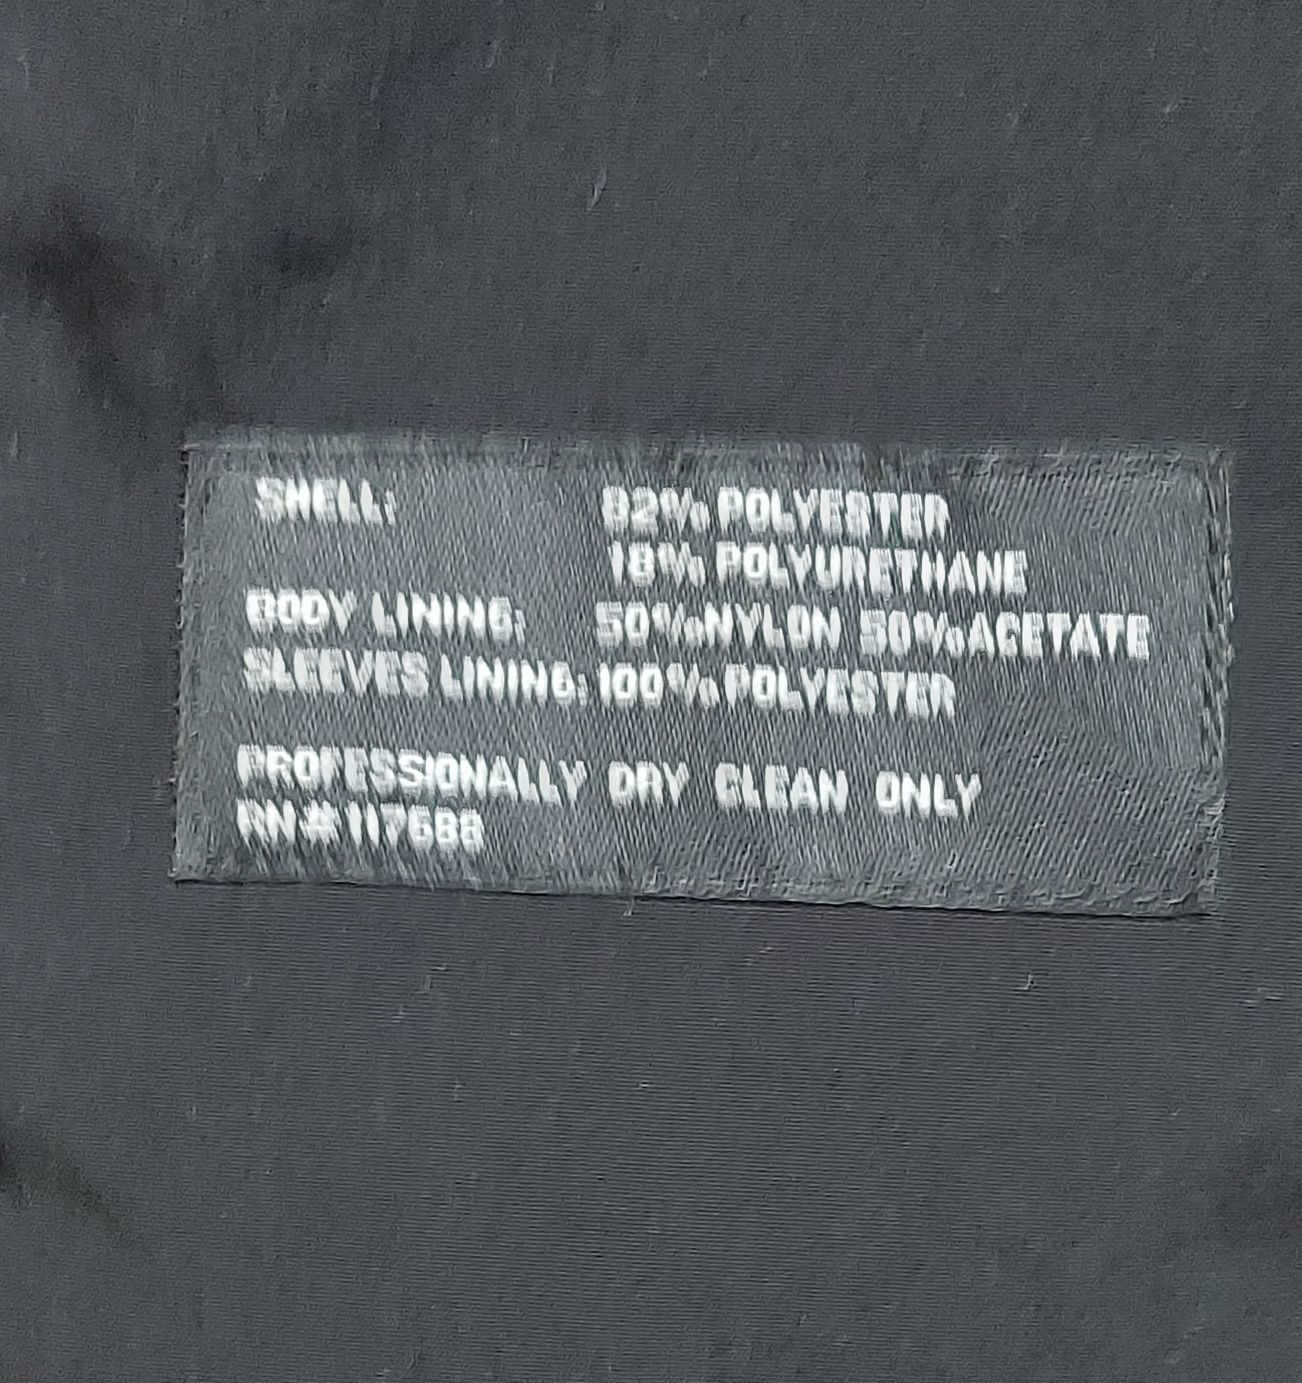 SHELL: 82% POLYESTER
18% POLYURETHANE
BODY LINING: 50% NYLON 50% ACETATE
SLEEVES LINING: 100% POLYESTER
PROFESSIONALLY DRY CLEAN ONLY
RN# 117688